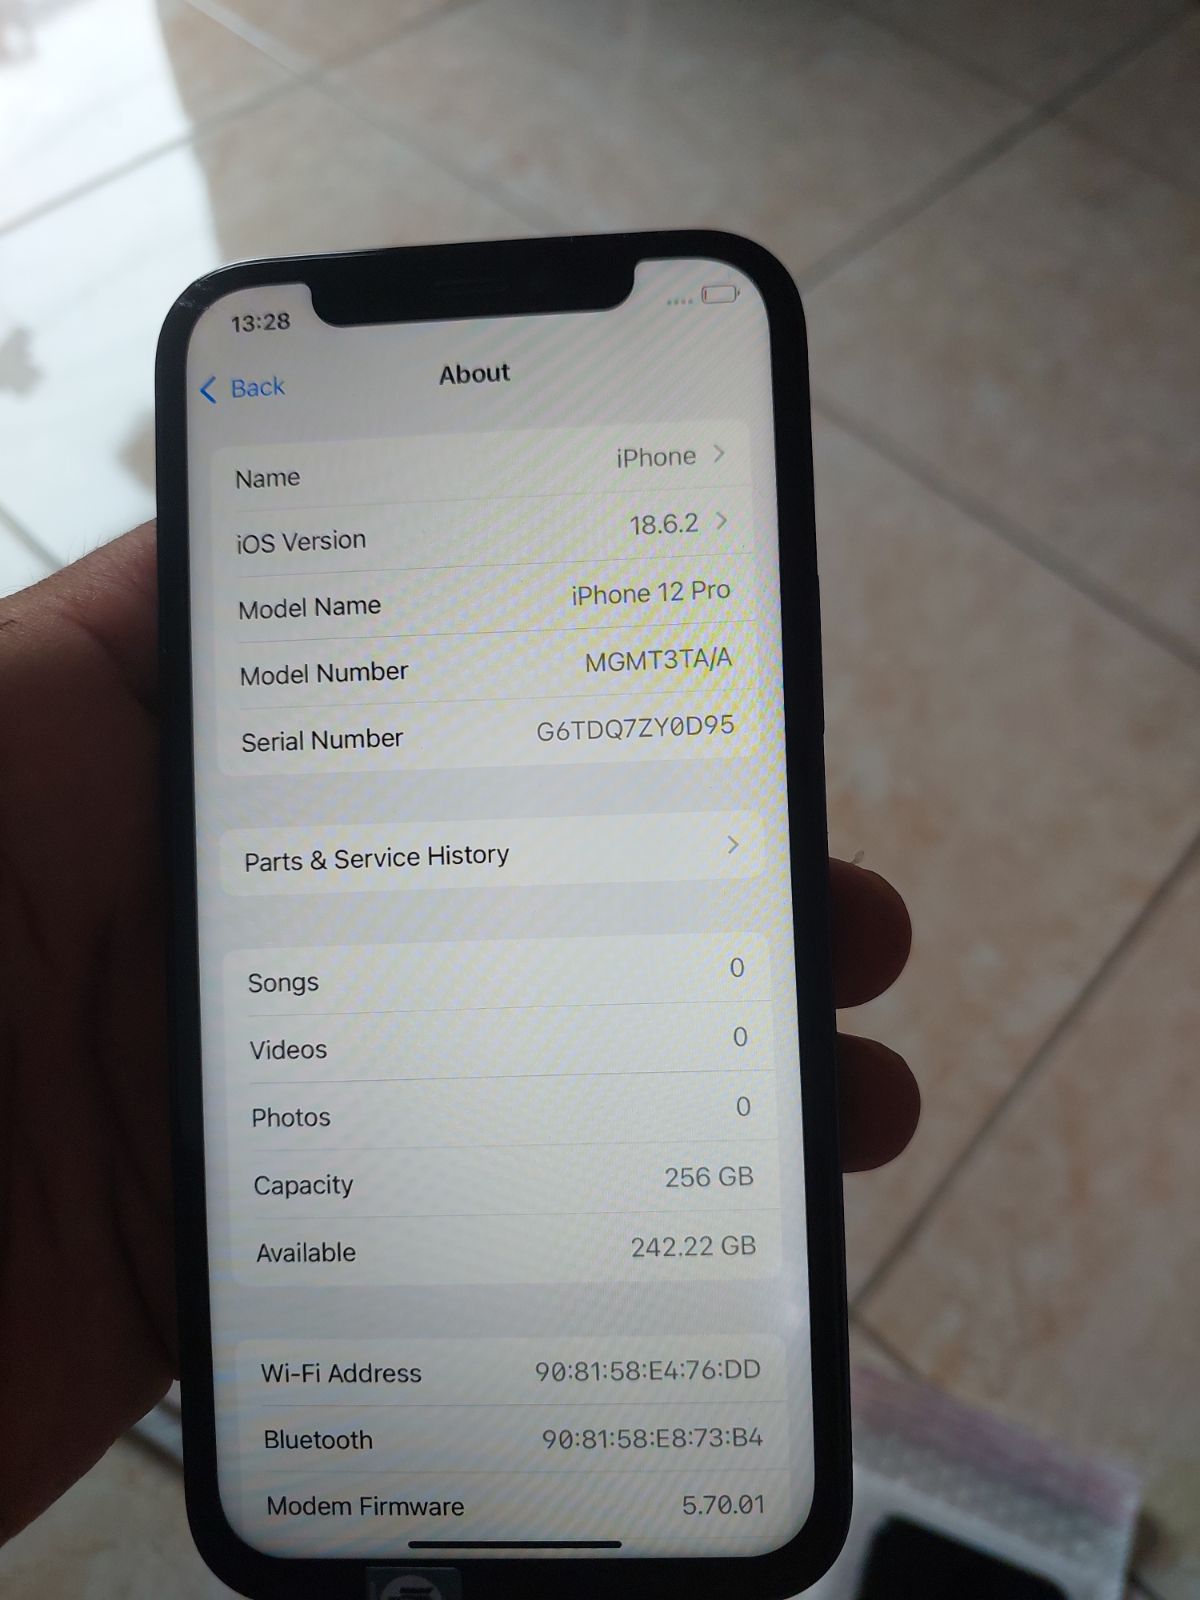 13:28
Back
About
Name iPhone
iOS Version 18.6.2
Model Name iPhone 12 Pro
Model Number MGMT3TA/A
Serial Number G6TDQ7ZY0D95
Parts & Service History
Songs 0
Videos 0
Photos 0
Capacity 256 GB
Available 242.22 GB
Wi-Fi Address 90:81:58:E4:76:DD
Bluetooth 90:81:58:E8:73:B4
Modem Firmware 5.70.01